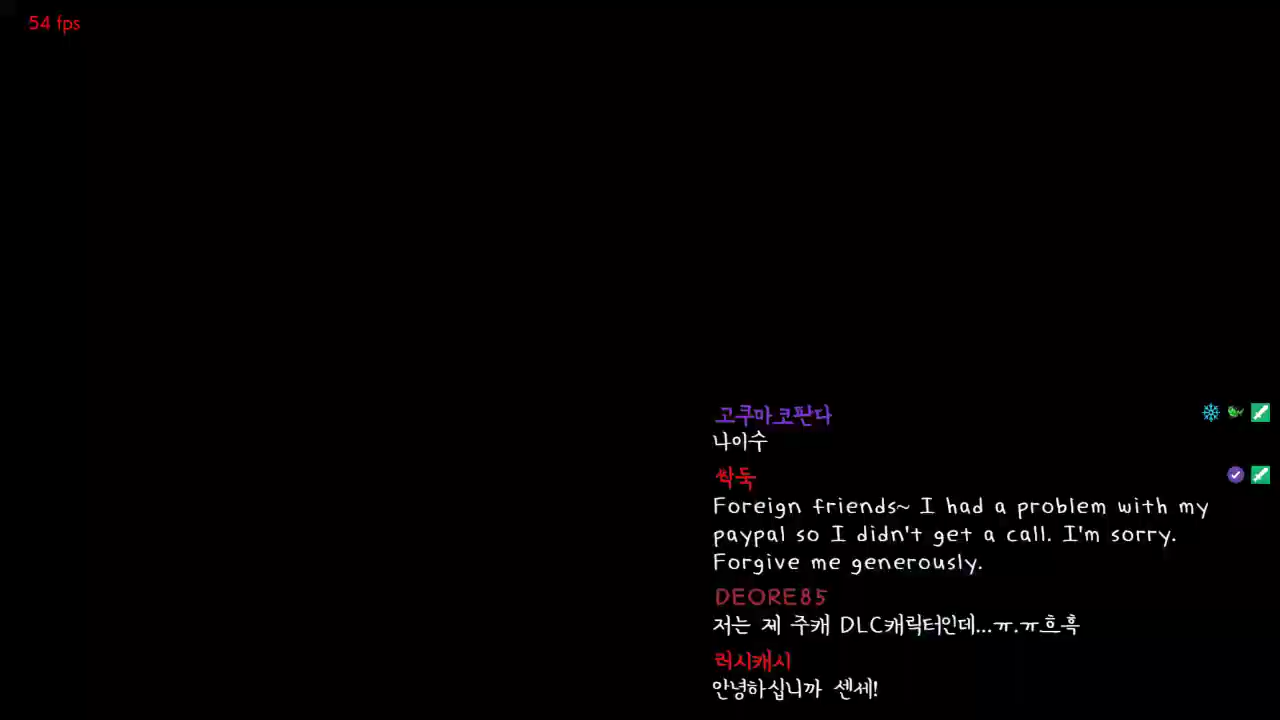 54 fps
고쿠마코판다
나이수
싹둑
Foreign friends~ I had a problem with my
paypal so I didn't get a call. I'm sorry.
Forgive me generously.
DEORE85
저는 제 주캐 DLC캐릭터인데...ㅠ.ㅠ흐흑
러시캐시
안녕하십니까 센세!